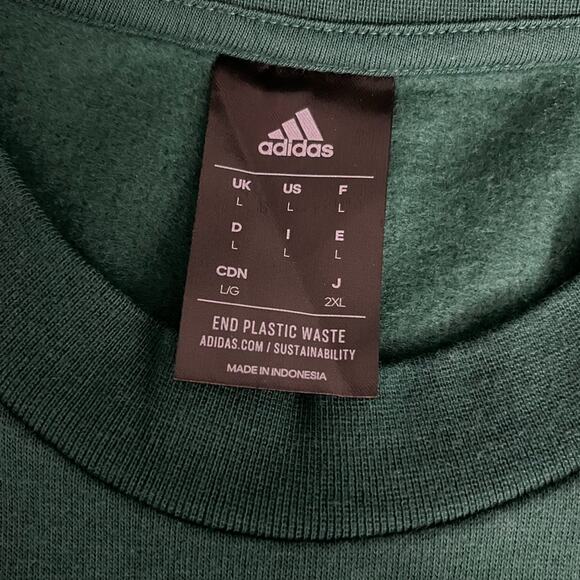 adidas
UK US F
L L L
D I E
L L L
CDN J
L/G 2XL
END PLASTIC WASTE
ADIDAS.COM / SUSTAINABILITY
MADE IN INDONESIA